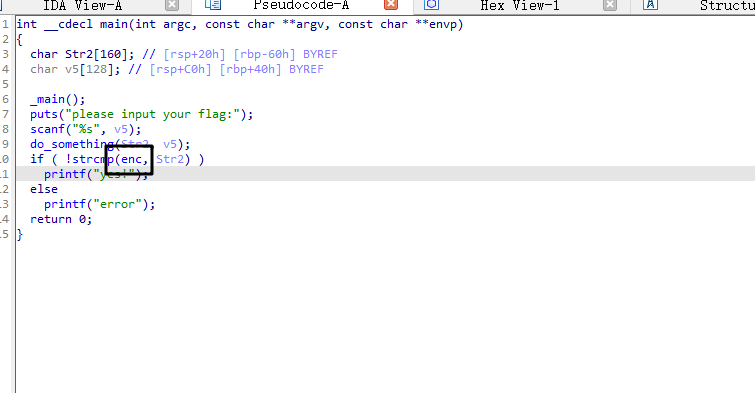 IDA View-A Pseudocode-A Hex View-1 A Structu
1 int __cdecl main(int argc, const char **argv, const char **envp)
2 {
3 char Str2[160]; // [rsp+20h] [rbp-60h] BYREF
4 char v5[128]; // [rsp+C0h] [rbp+40h] BYREF
5
6 _main();
7 puts("please input your flag:");
8 scanf("%s", v5);
9 do_something(Str2, v5);
10 if ( !strcmp(enc, Str2) )
11 printf("yes!");
12 else
13 printf("error");
14 return 0;
15 }